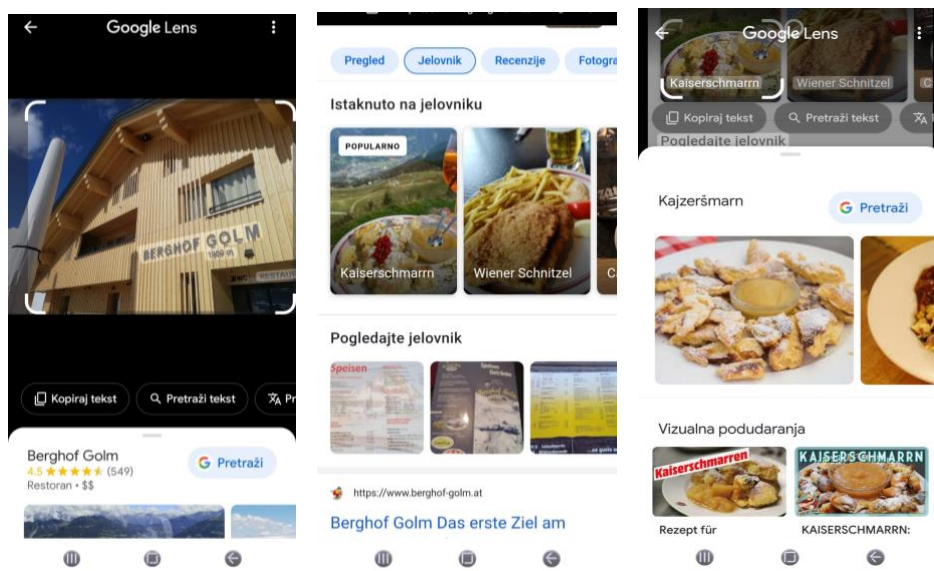 Google Lens
BERGHOF GOLM
Kopiraj tekst
Pretraži tekst
Berghof Golm
4.5 ★★★★★ (549)
Restoran • $$
Pretraži
Pregled
Jelovnik
Recenzije
Fotogra
Istaknuto na jelovniku
POPULARNO
Kaiserschmarrn
Wiener Schnitzel
Pogledajte jelovnik
Speisen
https://www.berghof-golm.at
Berghof Golm Das erste Ziel am
Google Lens
Kaiserschmarrn
Wiener Schnitzel
Kopiraj tekst
Pretraži tekst
Pogledajte jelovnik
Kajzeršmarn
Pretraži
Vizualna podudaranja
Kaiserschmarren
KAISERSCHMARRN
Rezept für
KAISERSCHMARRN: